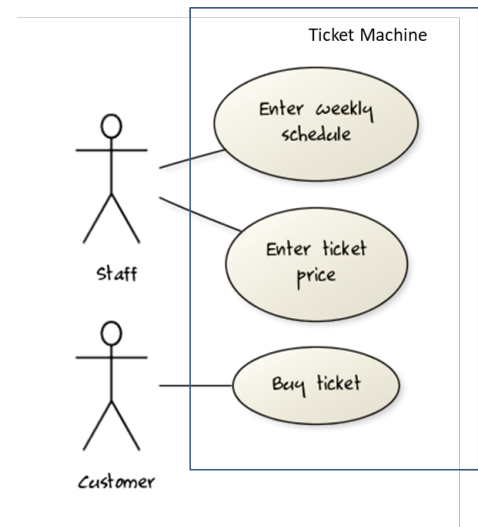 Ticket Machine
Enter weekly
schedule
Staff
Enter ticket
price
Buy ticket
Customer